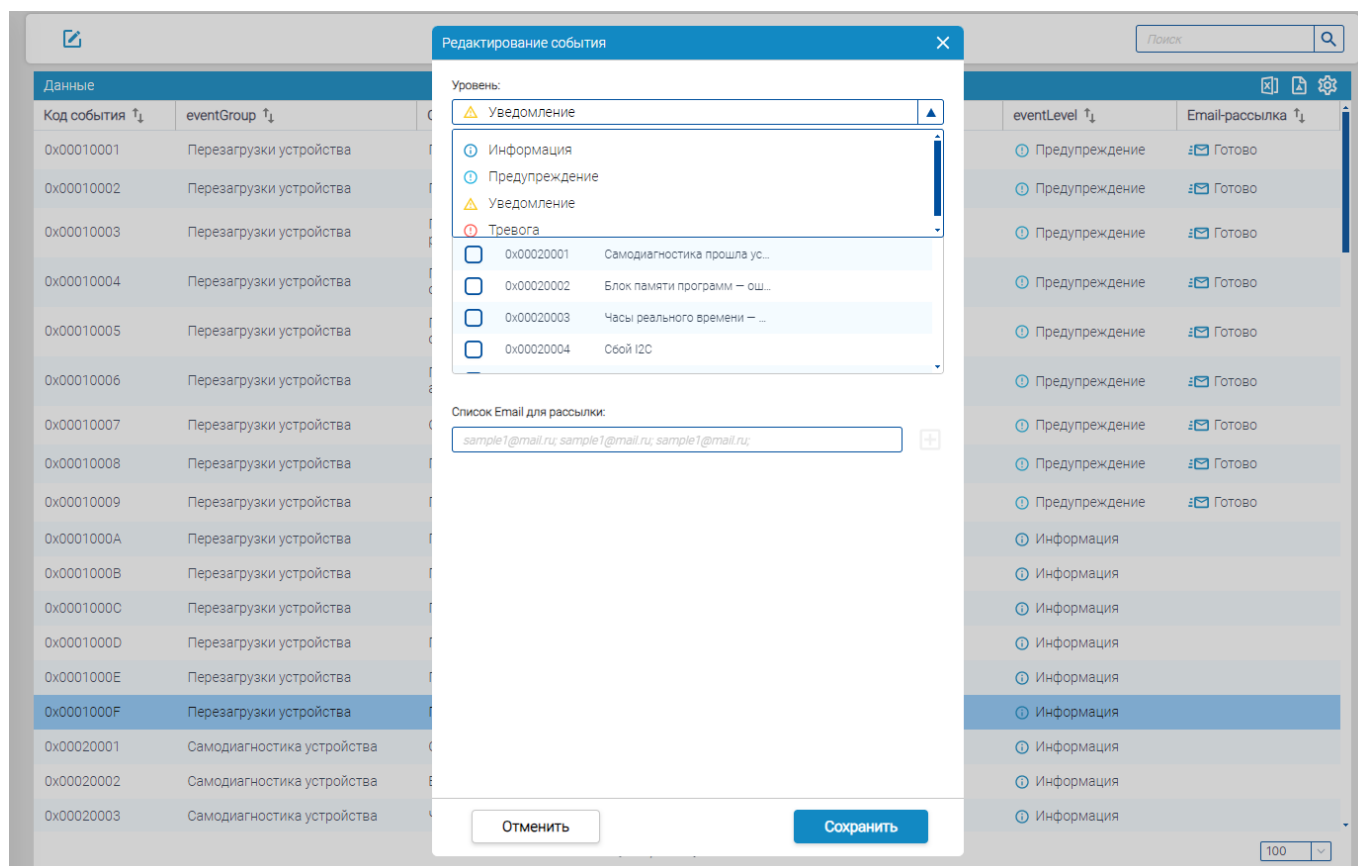 Редактирование события
Поиск
Данные
Уровень:
Уведомление
Информация
Предупреждение
Уведомление
Тревога
0x00020001 Самодиагностика прошла ус...
0x00020002 Блок памяти программ — ош...
0x00020003 Часы реального времени — ...
0x00020004 Сбой I2C
Список Email для рассылки:
sample1@mail.ru; sample1@mail.ru; sample1@mail.ru;
Отменить Сохранить
Код события eventGroup eventLevel Email-рассылка
0x00010001 Перезагрузки устройства Предупреждение Готово
0x00010002 Перезагрузки устройства Предупреждение Готово
0x00010003 Перезагрузки устройства Предупреждение Готово
0x00010004 Перезагрузки устройства Предупреждение Готово
0x00010005 Перезагрузки устройства Предупреждение Готово
0x00010006 Перезагрузки устройства Предупреждение Готово
0x00010007 Перезагрузки устройства Предупреждение Готово
0x00010008 Перезагрузки устройства Предупреждение Готово
0x00010009 Перезагрузки устройства Предупреждение Готово
0x0001000A Перезагрузки устройства Информация
0x0001000B Перезагрузки устройства Информация
0x0001000C Перезагрузки устройства Информация
0x0001000D Перезагрузки устройства Информация
0x0001000E Перезагрузки устройства Информация
0x0001000F Перезагрузки устройства Информация
0x00020001 Самодиагностика устройства Информация
0x00020002 Самодиагностика устройства Информация
0x00020003 Самодиагностика устройства Информация
100